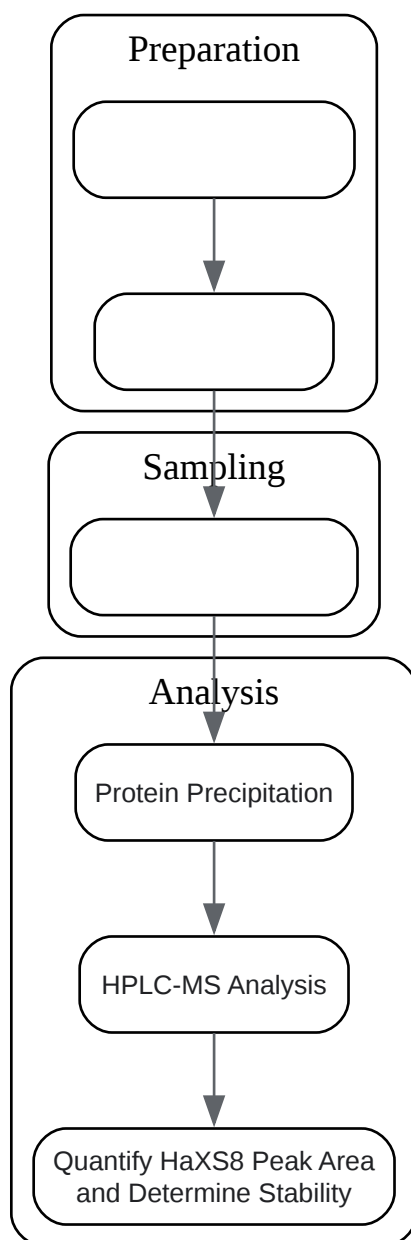 Preparation
Sampling
Analysis
Protein Precipitation
HPLC-MS Analysis
Quantify HaXS8 Peak Area
and Determine Stability